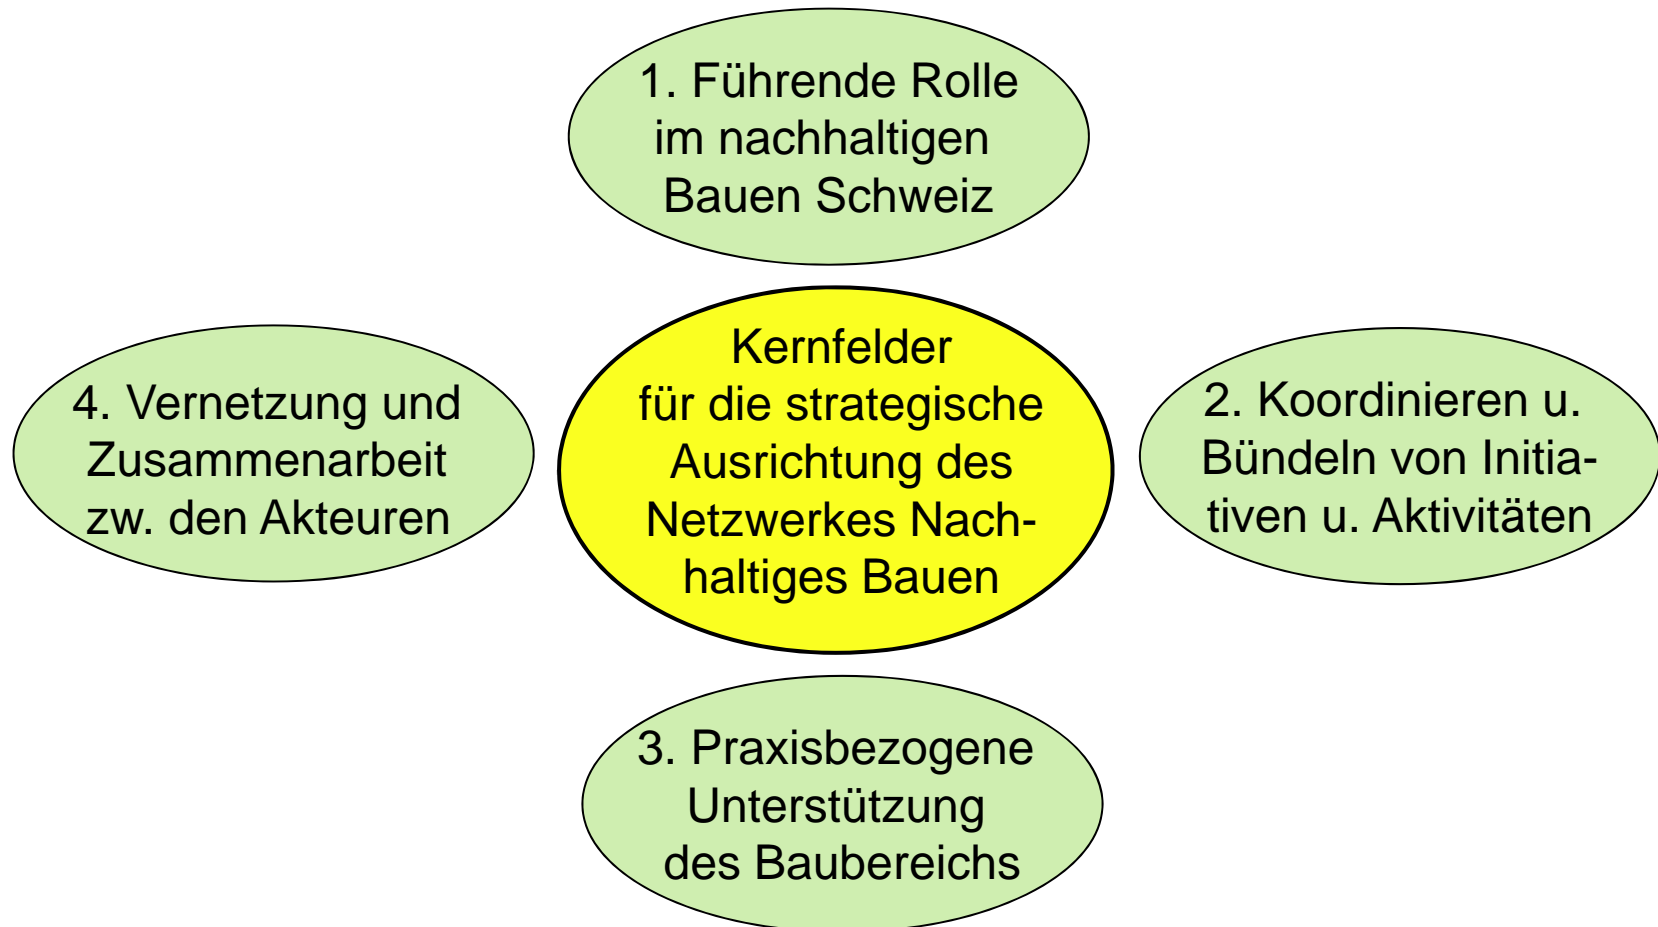 1. Führende Rolle
im nachhaltigen
Bauen Schweiz
Kernfelder
für die strategische
Ausrichtung des
Netzwerkes Nach-
haltiges Bauen
4. Vernetzung und
Zusammenarbeit
zw. den Akteuren
2. Koordinieren u.
Bündeln von Initia-
tiven u. Aktivitäten
3. Praxisbezogene
Unterstützung
des Baubereichs